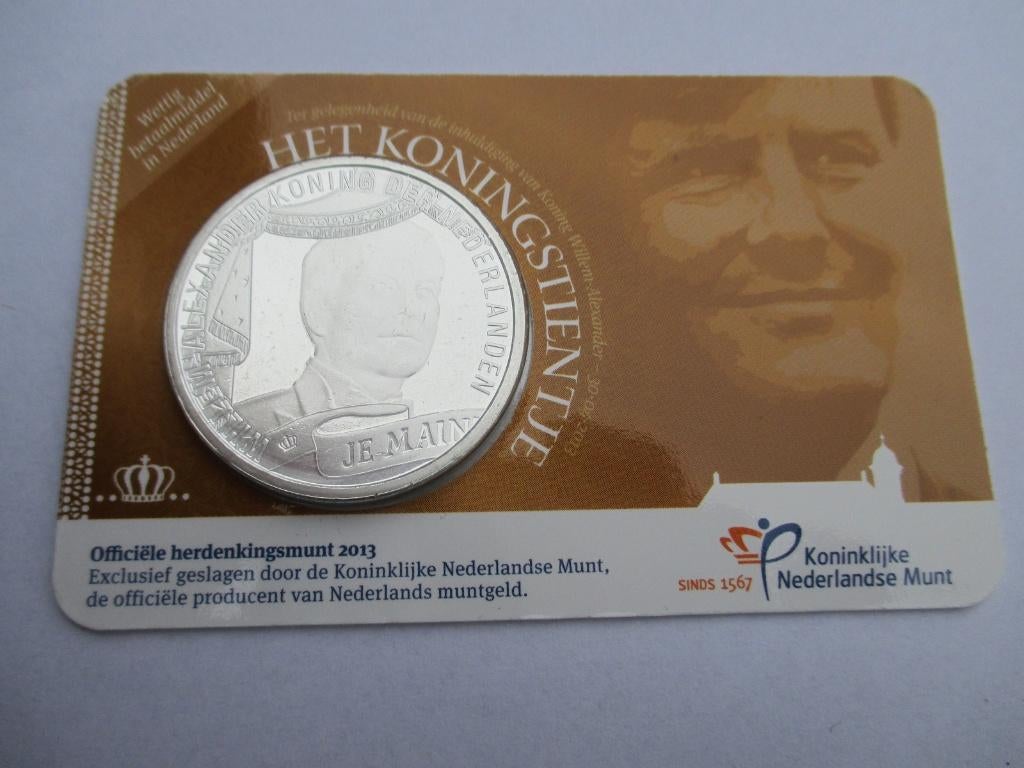 Wettig
betaalmiddel
in Nederland
Ter gelegenheid van de inhuldiging van Koning Willem-Alexander – 30-04-2013
HET KONINGSTIENTJE
WILLEM-ALEXANDER KONING DER NEDERLANDEN
JE MAIN
Officiële herdenkingsmunt 2013
Exclusief geslagen door de Koninklijke Nederlandse Munt,
de officiële producent van Nederlands muntgeld.
SINDS 1567
Koninklijke
Nederlandse Munt